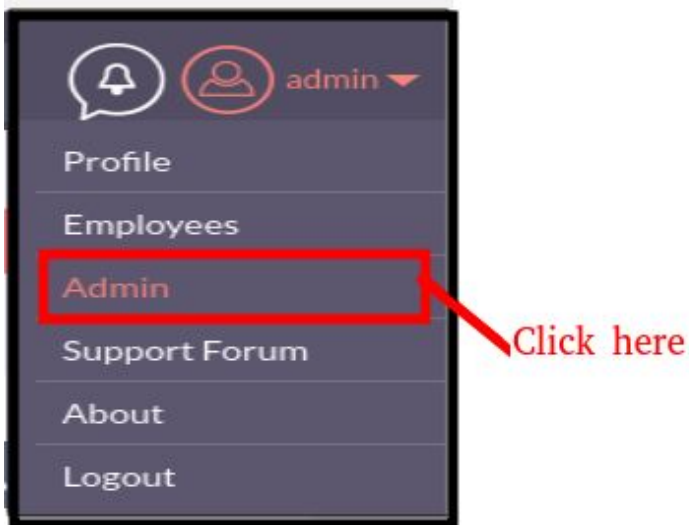 admin
Profile
Employees
Admin
Support Forum
Click here
About
Logout